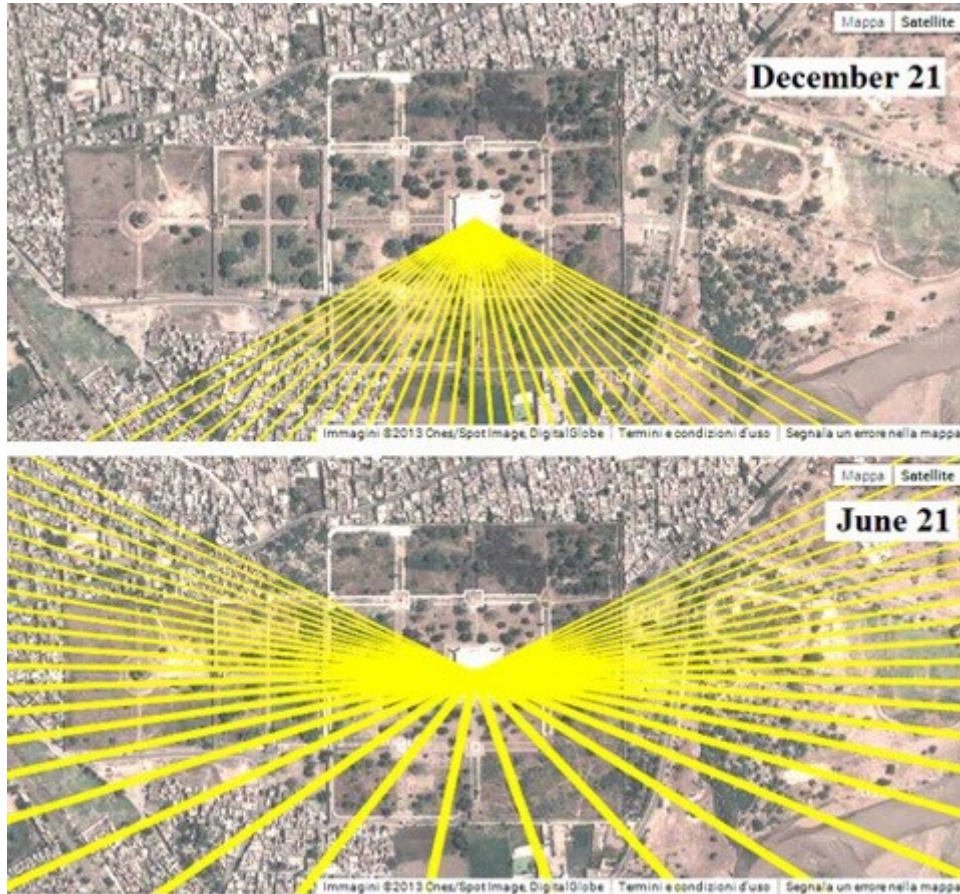 Mappa Satellite
December 21
Immagini ©2013 Cnes/Spot Image, DigitalGlobe Termini e condizioni d'uso Segnala un errore nella mappa
Mappa Satellite
June 21
Immagini ©2013 Cnes/Spot Image, DigitalGlobe Termini e condizioni d'uso Segnala un errore nella mappa